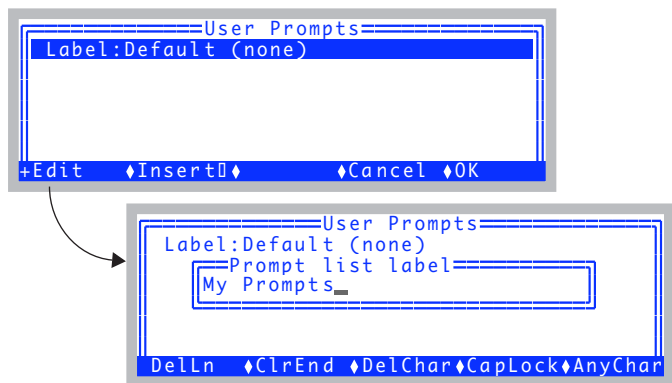 User Prompts
Label:Default (none)
+Edit ♦Insert▯♦ ♦Cancel ♦OK
User Prompts
Label:Default (none)
Prompt list label
My Prompts_
DelLn ♦ClrEnd ♦DelChar♦CapLock♦AnyChar